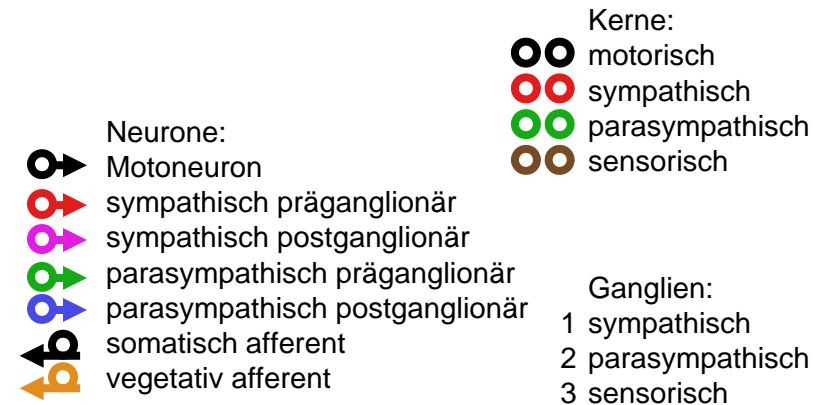 Kerne:
motorisch
sympathisch
parasympathisch
sensorisch
Neurone:
Motoneuron
sympathisch präganglionär
sympathisch postganglionär
parasympathisch präganglionär
parasympathisch postganglionär
somatisch afferent
vegetativ afferent
Ganglien:
1 sympathisch
2 parasympathisch
3 sensorisch